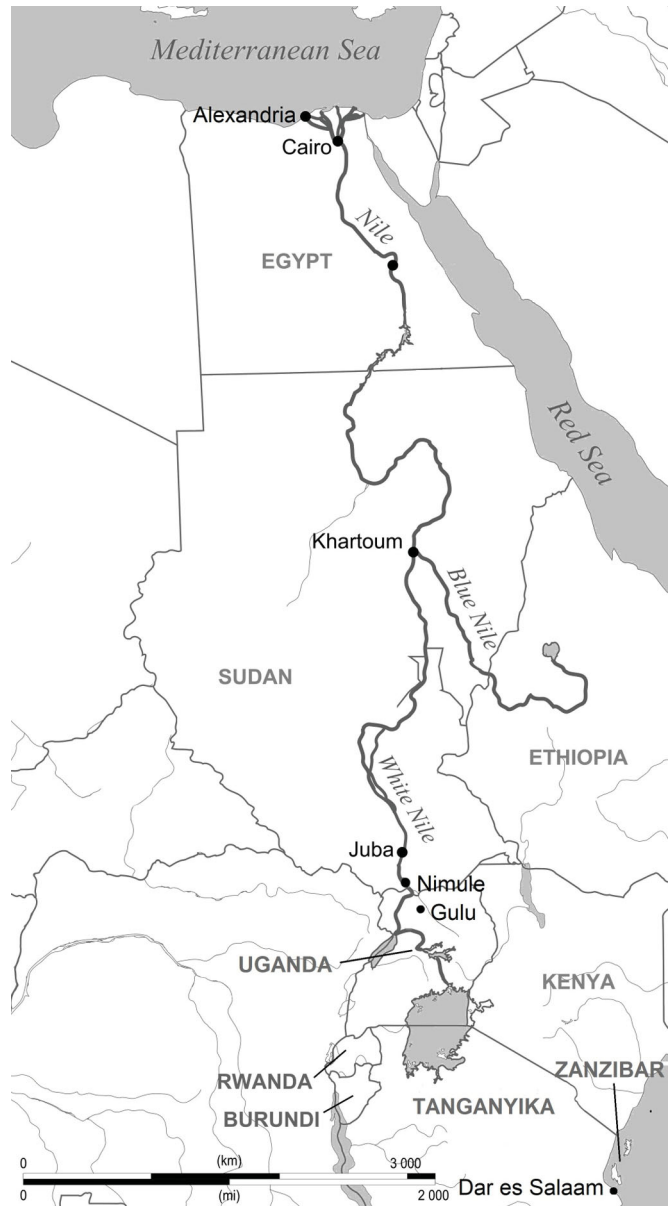 Mediterranean Sea
Alexandria
Cairo
Nile
EGYPT
Red Sea
Khartoum
Blue Nile
SUDAN
ETHIOPIA
White Nile
Juba
Nimule
Gulu
UGANDA
KENYA
ZANZIBAR
RWANDA
BURUNDI
TANGANYIKA
0 (km) 3 000
0 (mi) 2 000
Dar es Salaam